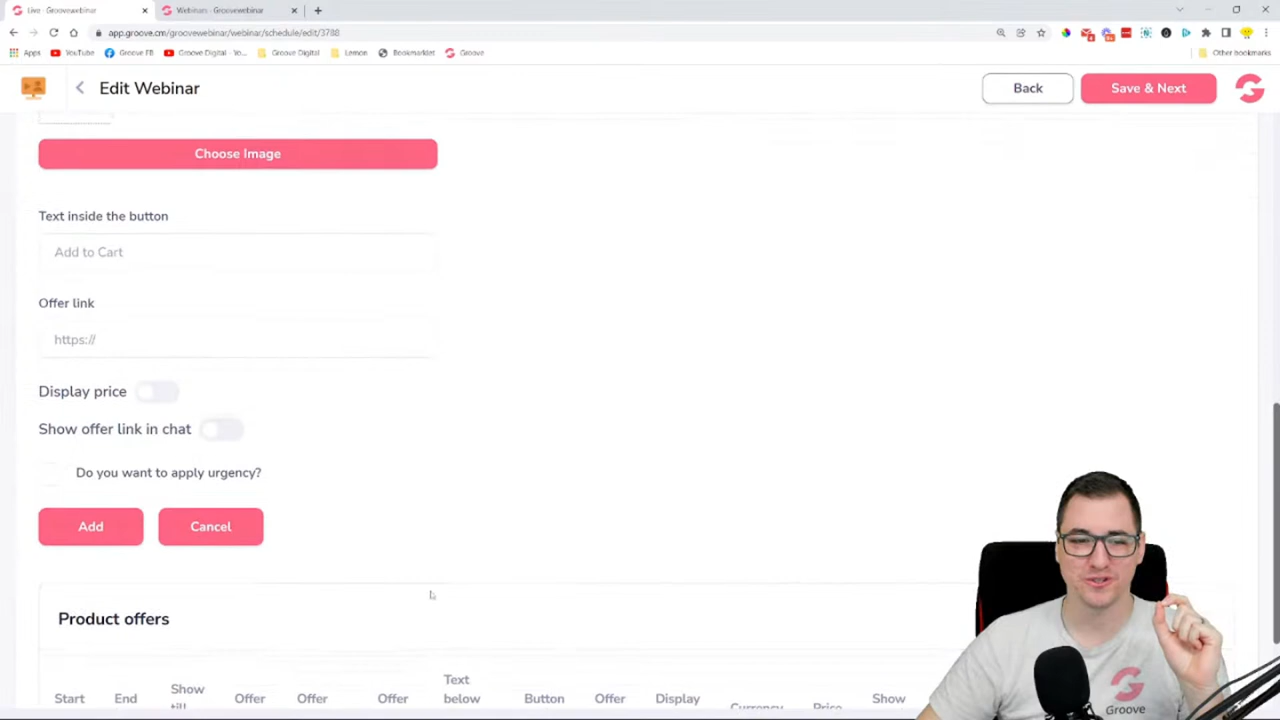 Live - Groovewebinar
Webinars - Groovewebinar
app.groove.cm/groovewebinar/webinar/schedule/edit/3788
Apps
YouTube
Groove FB
Groove Digital - Yo...
Groove Digital
Lemon
Bookmarklet
Groove
Other bookmarks
Edit Webinar
Back
Save & Next
Choose Image
Text inside the button
Add to Cart
Offer link
https://
Display price
Show offer link in chat
Do you want to apply urgency?
Add
Cancel
Product offers
Start
End
Show
till
Offer
Offer
Offer
Text
below
Button
Offer
Display
Currency
Price
Show
Groove